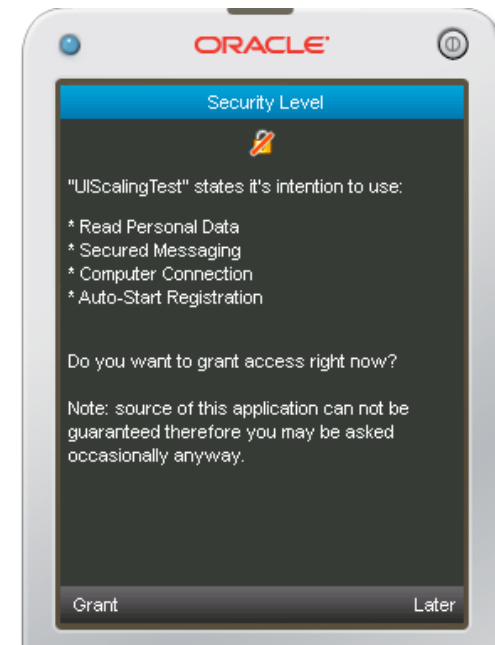 ORACLE
Security Level
"UIScalingTest" states it's intention to use:
* Read Personal Data
* Secured Messaging
* Computer Connection
* Auto-Start Registration
Do you want to grant access right now?
Note: source of this application can not be
guaranteed therefore you may be asked
occasionally anyway.
Grant
Later